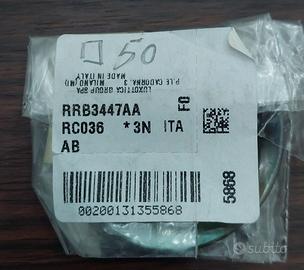 □ 50
P.LE CADORNA, 3 MILANO (MI)
LUXOTTICA GROUP SPA
MADE IN ITALY
RRB3447AA
F0
RC036 *3N ITA
AB
5868
00200131355868
subito